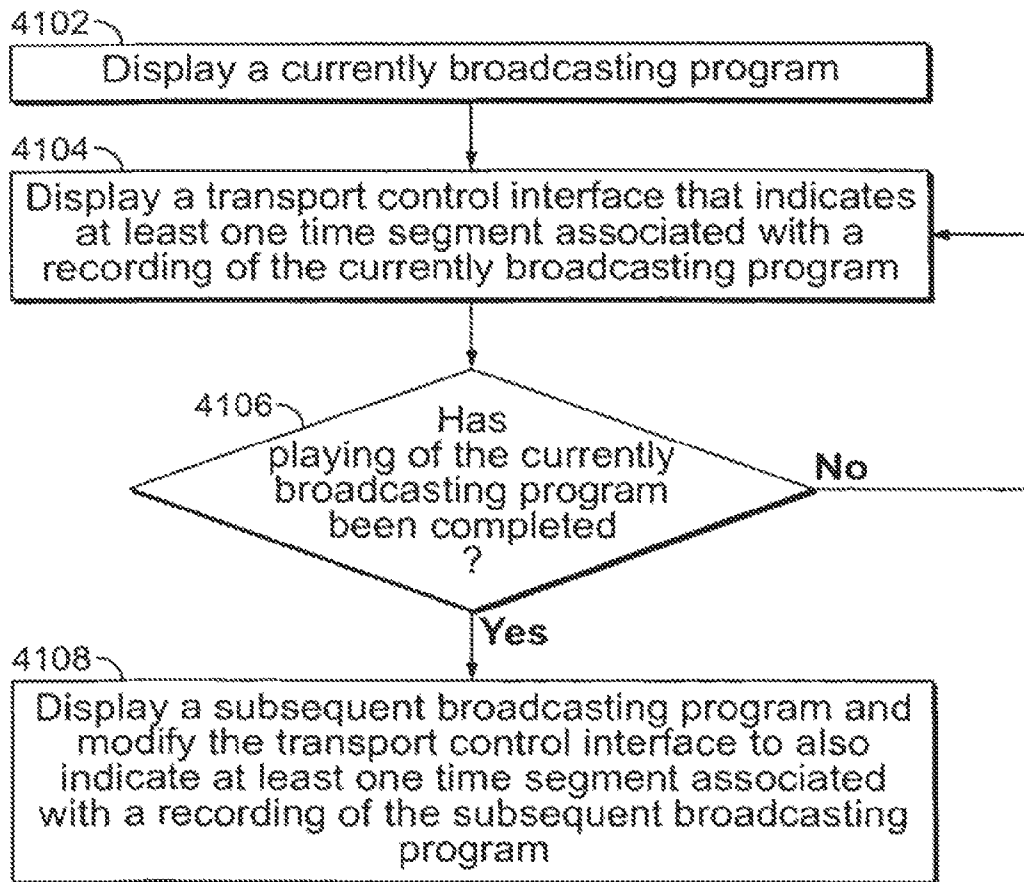 4102
Display a currently broadcasting program
4104
Display a transport control interface that indicates
at least one time segment associated with a
recording of the currently broadcasting program
4106
Has
playing of the currently
broadcasting program
been completed
?
No
Yes
4108
Display a subsequent broadcasting program and
modify the transport control interface to also
indicate at least one time segment associated
with a recording of the subsequent broadcasting
program